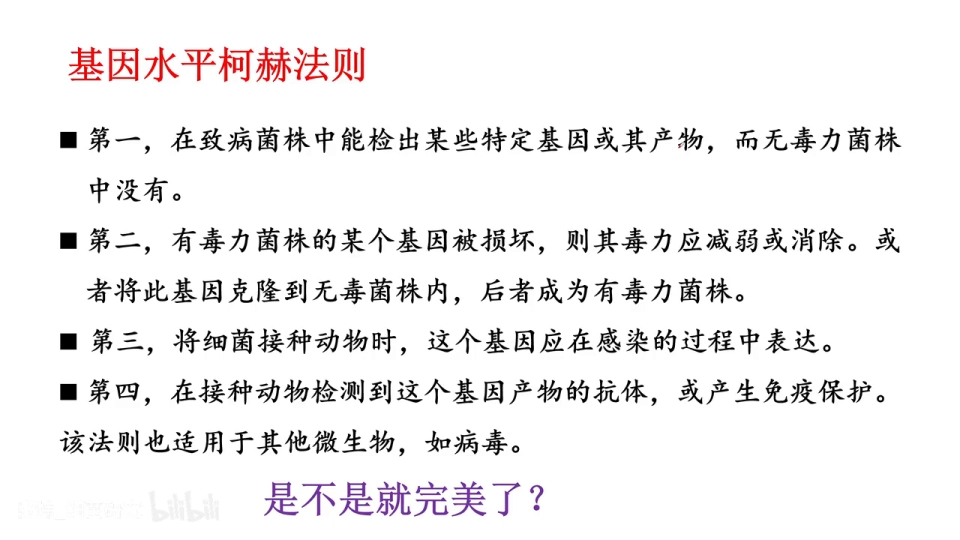 基因水平柯赫法则
■ 第一，在致病菌株中能检出某些特定基因或其产物，而无毒力菌株
中没有。
■ 第二，有毒力菌株的某个基因被损坏，则其毒力应减弱或消除。或
者将此基因克隆到无毒菌株内，后者成为有毒力菌株。
■ 第三，将细菌接种动物时，这个基因应在感染的过程中表达。
■ 第四，在接种动物检测到这个基因产物的抗体，或产生免疫保护。
该法则也适用于其他微生物，如病毒。
是不是就完美了？
bilibili